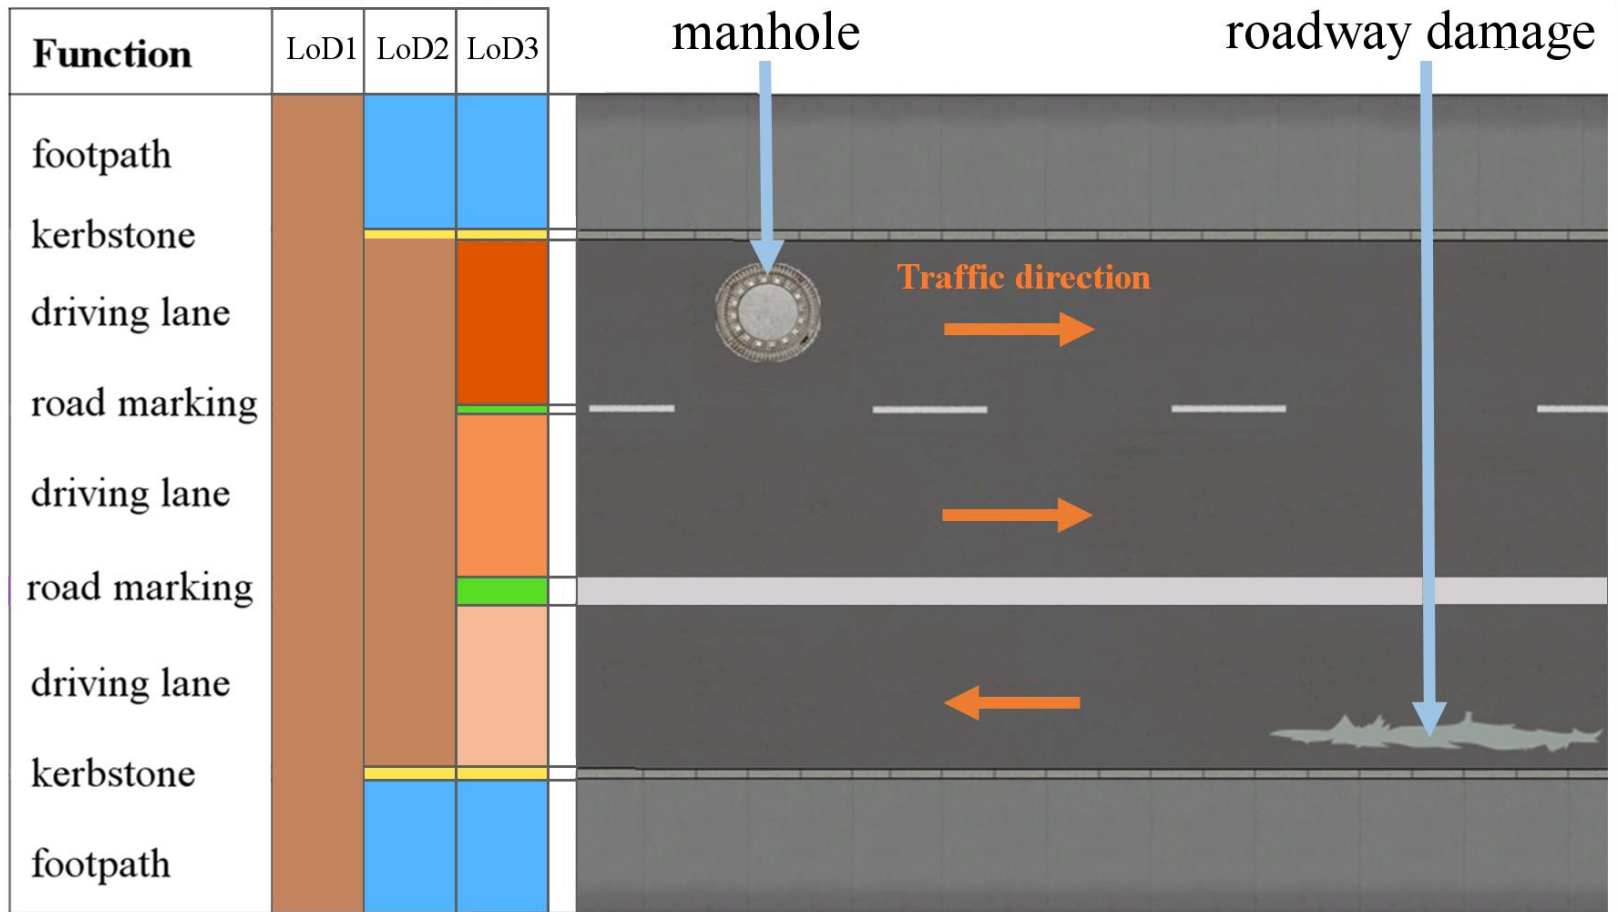 Function LoD1 LoD2 LoD3
manhole
roadway damage
footpath
kerbstone
driving lane
Traffic direction
road marking
driving lane
road marking
driving lane
kerbstone
footpath